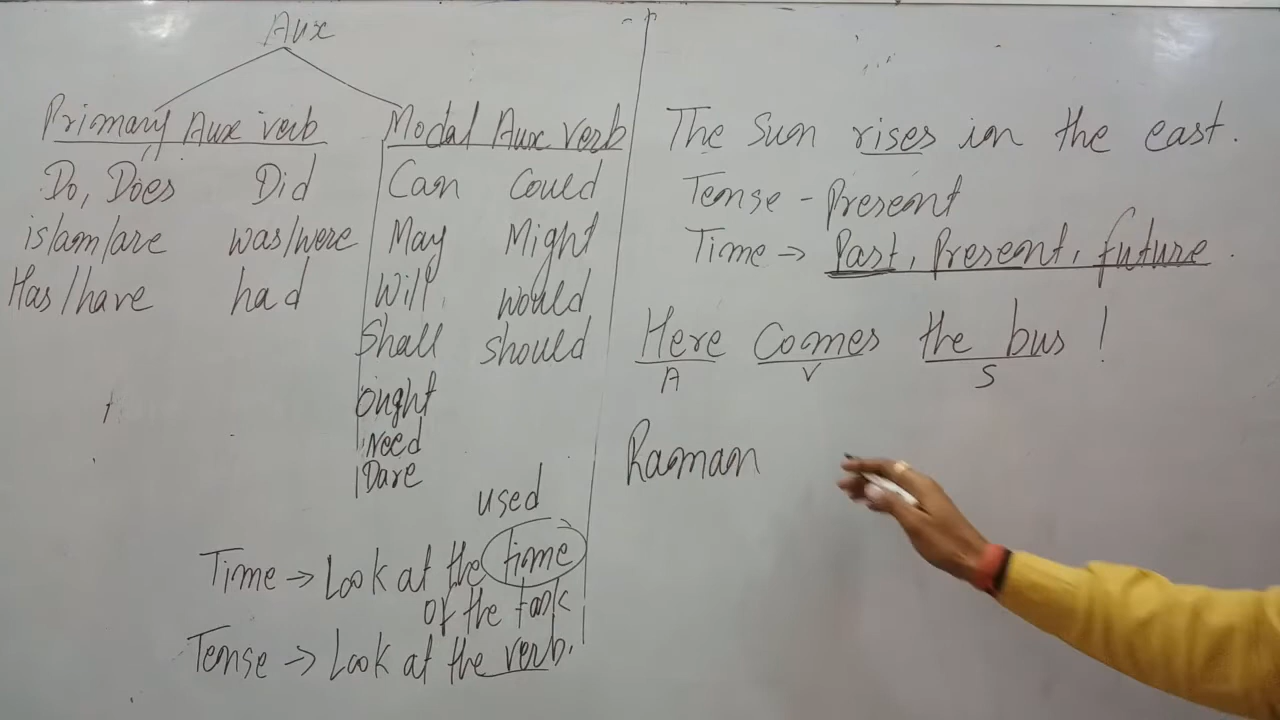 Aux
Primary Aux verb
Do, Does Did
is/am/are was/were
Has/have had
Modal Aux verb
Can Could
May Might
Will would
Shall should
ought
Need
Dare
used
Time → Look at the time
of the task
Tense → Look at the verb.
The Sun rises in the east.
Tense - Present
Time → Past, Present, future.
Here Comes the bus!
A V S
Raman